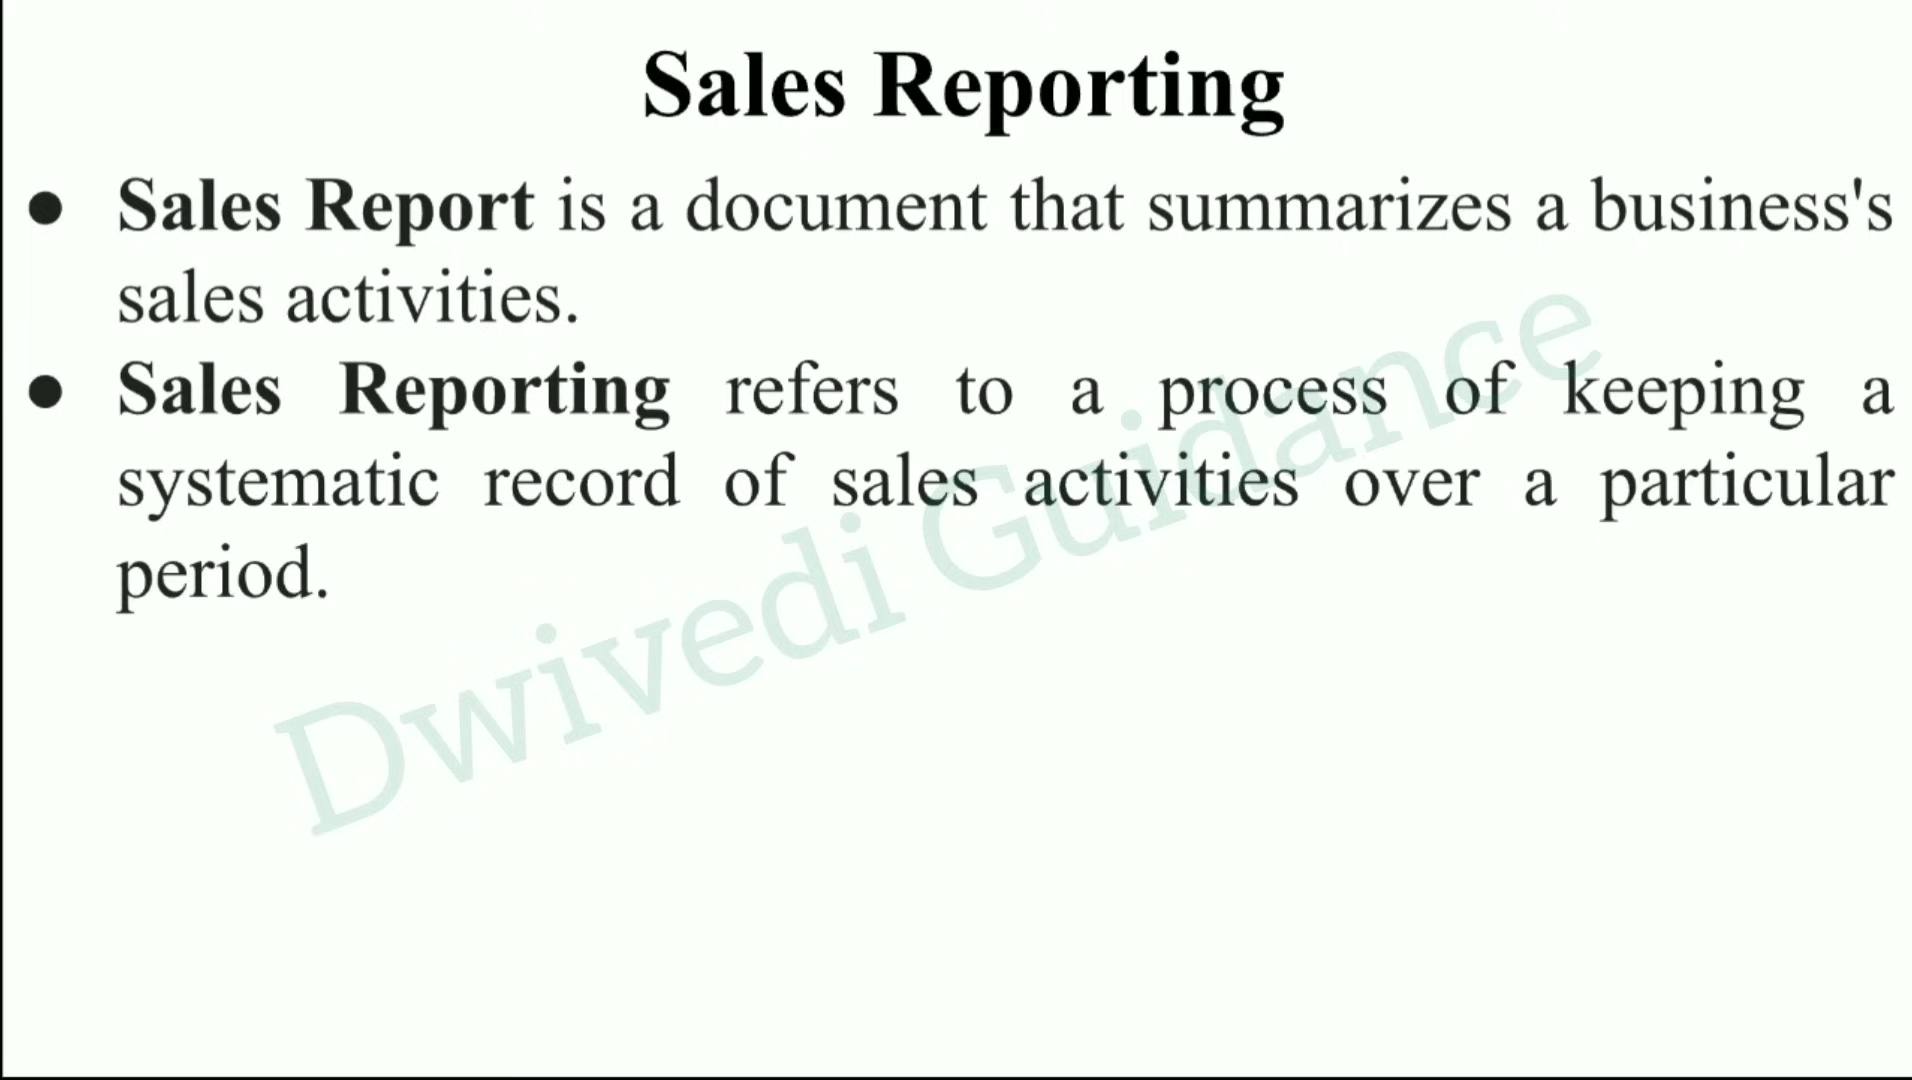 Sales Reporting
● Sales Report is a document that summarizes a business's
sales activities.
● Sales Reporting refers to a process of keeping a
systematic record of sales activities over a particular
period.
Dwivedi Guidance